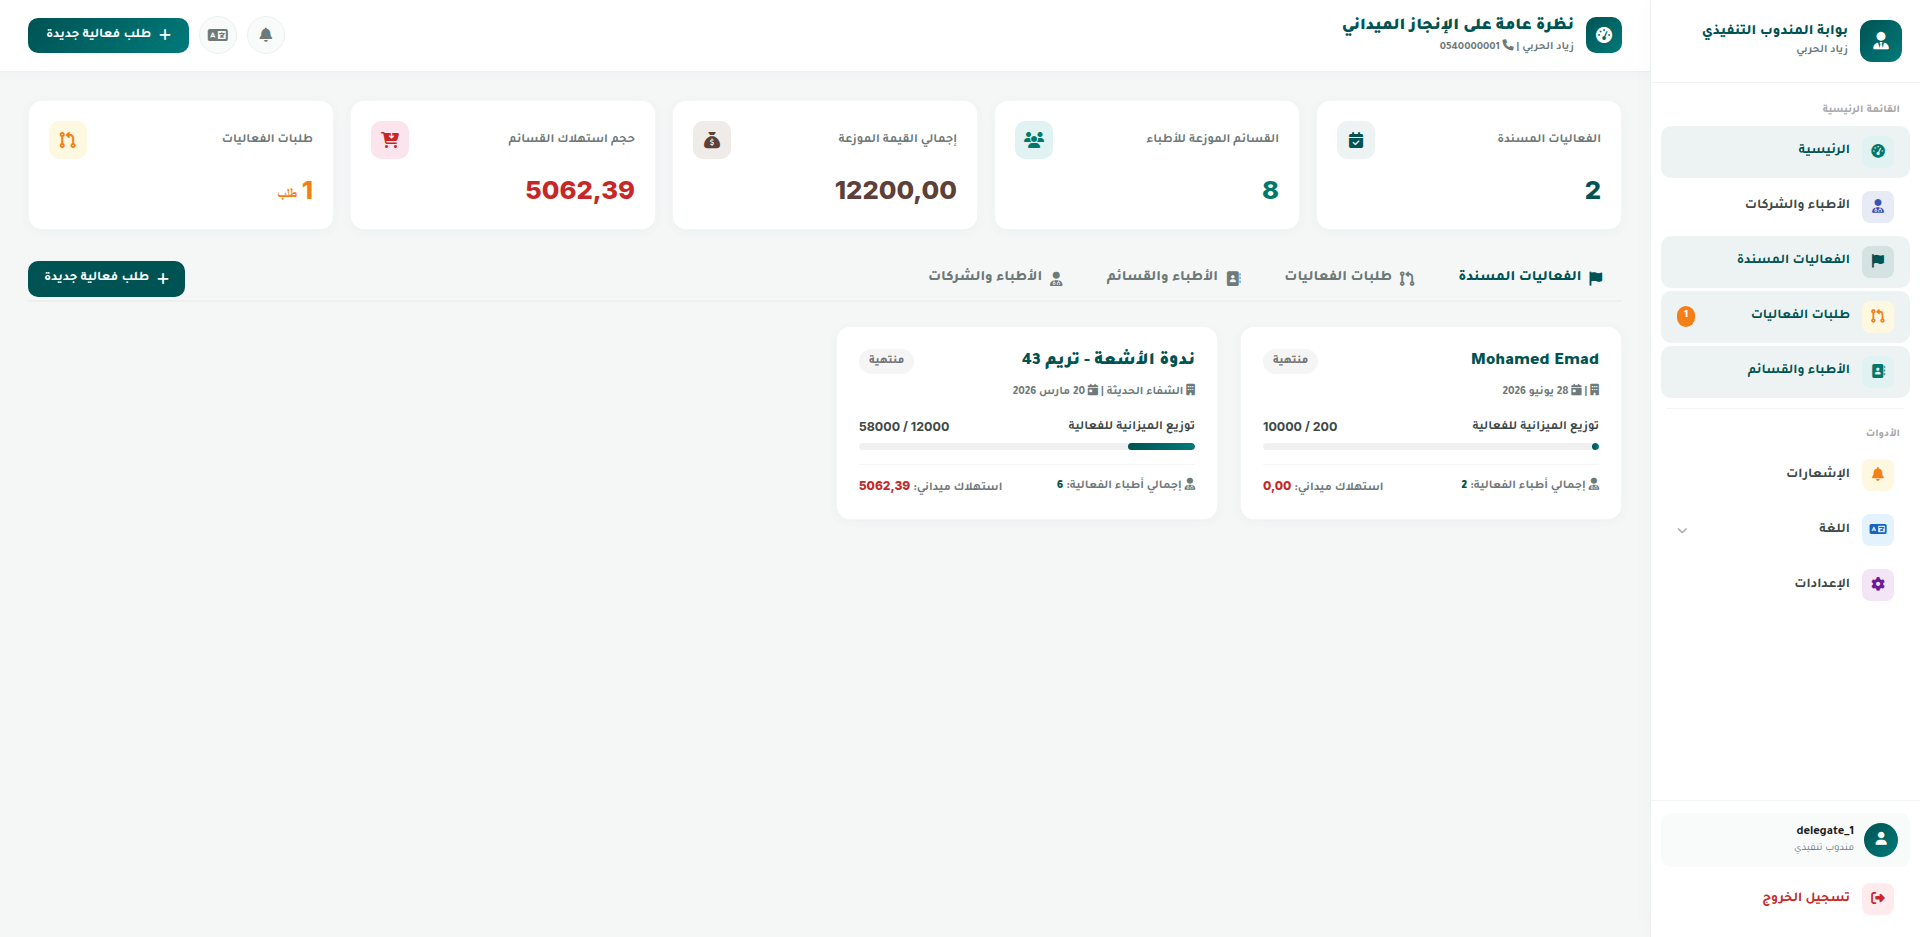 بوابة المندوب التنفيذي
زياد الحربي
القائمة الرئيسية
الرئيسية
الأطباء والشركات
الفعاليات المسندة
طلبات الفعاليات
1
الأطباء والقسائم
الأدوات
الإشعارات
اللغة
الإعدادات
delegate_1
مندوب تنفيذي
تسجيل الخروج
نظرة عامة على الإنجاز الميداني
زياد الحربي | 0540000001
طلب فعالية جديدة
الفعاليات المسندة
2
القسائم الموزعة للأطباء
8
إجمالي القيمة الموزعة
12200,00
حجم استهلاك القسائم
5062,39
طلبات الفعاليات
1 طلب
الفعاليات المسندة
طلبات الفعاليات
الأطباء والقسائم
الأطباء والشركات
طلب فعالية جديدة
Mohamed Emad
منتهية
| 28 يونيو 2026
توزيع الميزانية للفعالية
10000 / 200
إجمالي أطباء الفعالية: 2
استهلاك ميداني: 0,00
ندوة الأشعة - تريم 43
منتهية
الشفاء الحديثة | 20 مارس 2026
توزيع الميزانية للفعالية
58000 / 12000
إجمالي أطباء الفعالية: 6
استهلاك ميداني: 5062,39